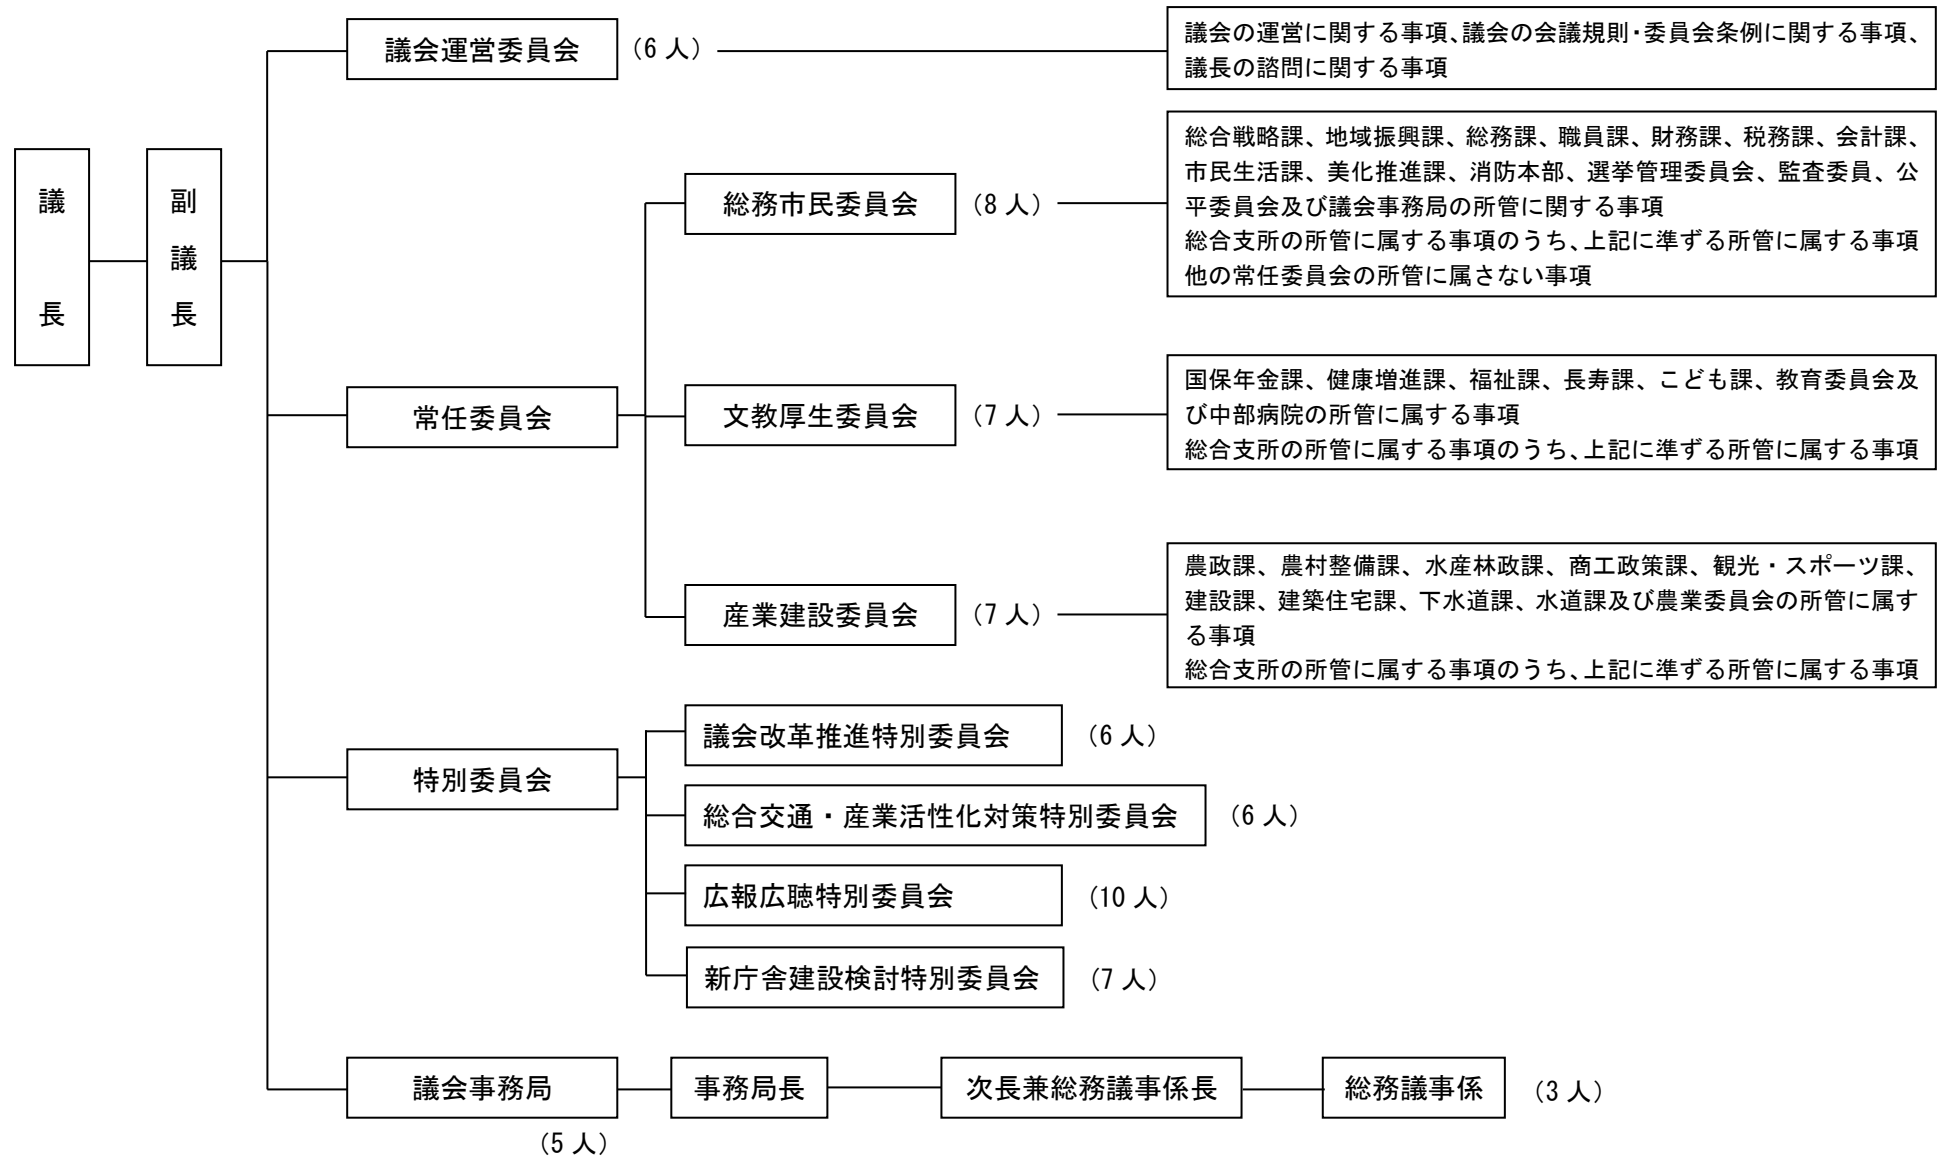 議長
副議長
議会運営委員会 （6 人）
議会の運営に関する事項、議会の会議規則・委員会条例に関する事項、
議長の諮問に関する事項
常任委員会
総務市民委員会 （8 人）
総合戦略課、地域振興課、総務課、職員課、財務課、税務課、会計課、
市民生活課、美化推進課、消防本部、選挙管理委員会、監査委員、公
平委員会及び議会事務局の所管に関する事項
総合支所の所管に属する事項のうち、上記に準ずる所管に属する事項
他の常任委員会の所管に属さない事項
文教厚生委員会 （7 人）
国保年金課、健康増進課、福祉課、長寿課、こども課、教育委員会及
び中部病院の所管に属する事項
総合支所の所管に属する事項のうち、上記に準ずる所管に属する事項
産業建設委員会 （7 人）
農政課、農村整備課、水産林政課、商工政策課、観光・スポーツ課、
建設課、建築住宅課、下水道課、水道課及び農業委員会の所管に属す
る事項
総合支所の所管に属する事項のうち、上記に準ずる所管に属する事項
特別委員会
議会改革推進特別委員会 （6 人）
総合交通・産業活性化対策特別委員会 （6 人）
広報広聴特別委員会 （10 人）
新庁舎建設検討特別委員会 （7 人）
議会事務局
（5 人）
事務局長
次長兼総務議事係長
総務議事係 （3 人）